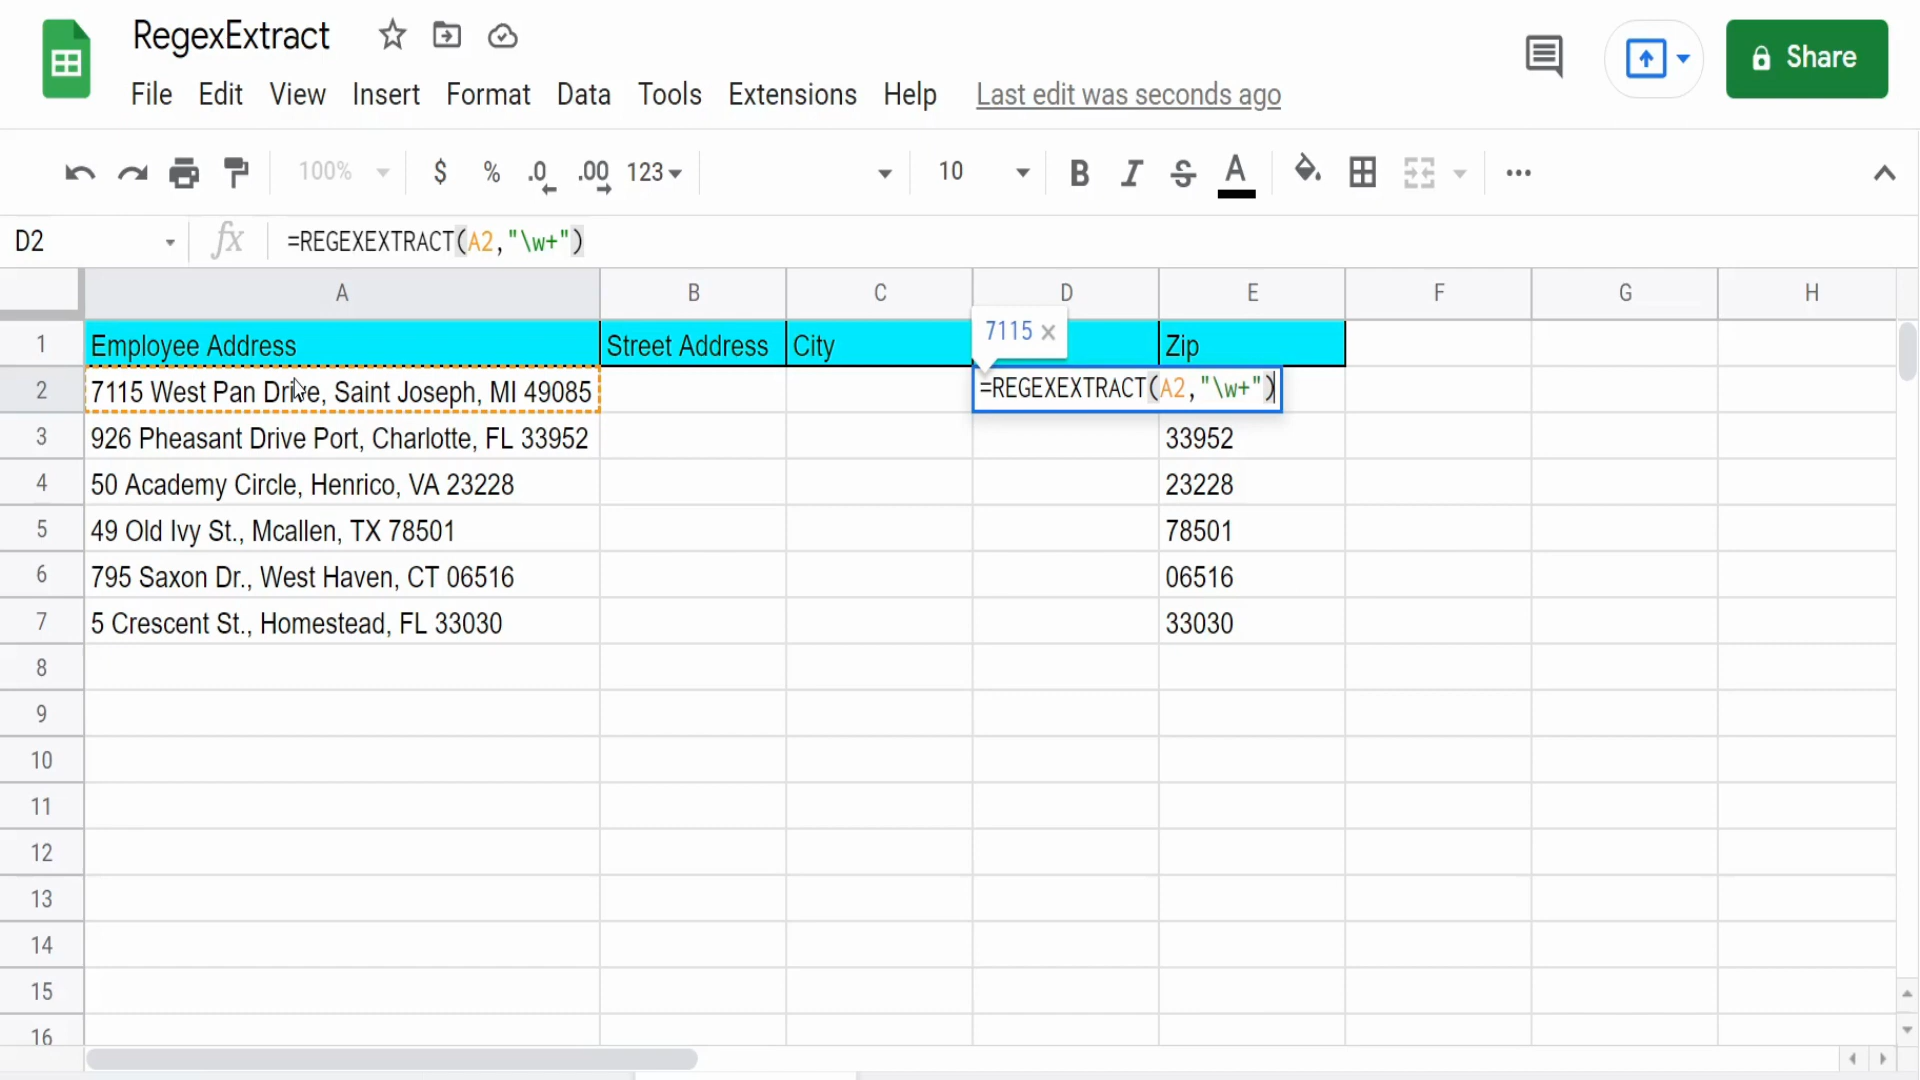 RegexExtract
File Edit View Insert Format Data Tools Extensions Help Last edit was seconds ago
Share
100% $ % .0 .00 123 10 B I S A
D2 fx =REGEXEXTRACT(A2,"\w+")
A B C D E F G H
7115 ×
1 Employee Address Street Address City Zip
2 7115 West Pan Drive, Saint Joseph, MI 49085 =REGEXEXTRACT(A2,"\w+")
3 926 Pheasant Drive Port, Charlotte, FL 33952 33952
4 50 Academy Circle, Henrico, VA 23228 23228
5 49 Old Ivy St., Mcallen, TX 78501 78501
6 795 Saxon Dr., West Haven, CT 06516 06516
7 5 Crescent St., Homestead, FL 33030 33030
8
9
10
11
12
13
14
15
16